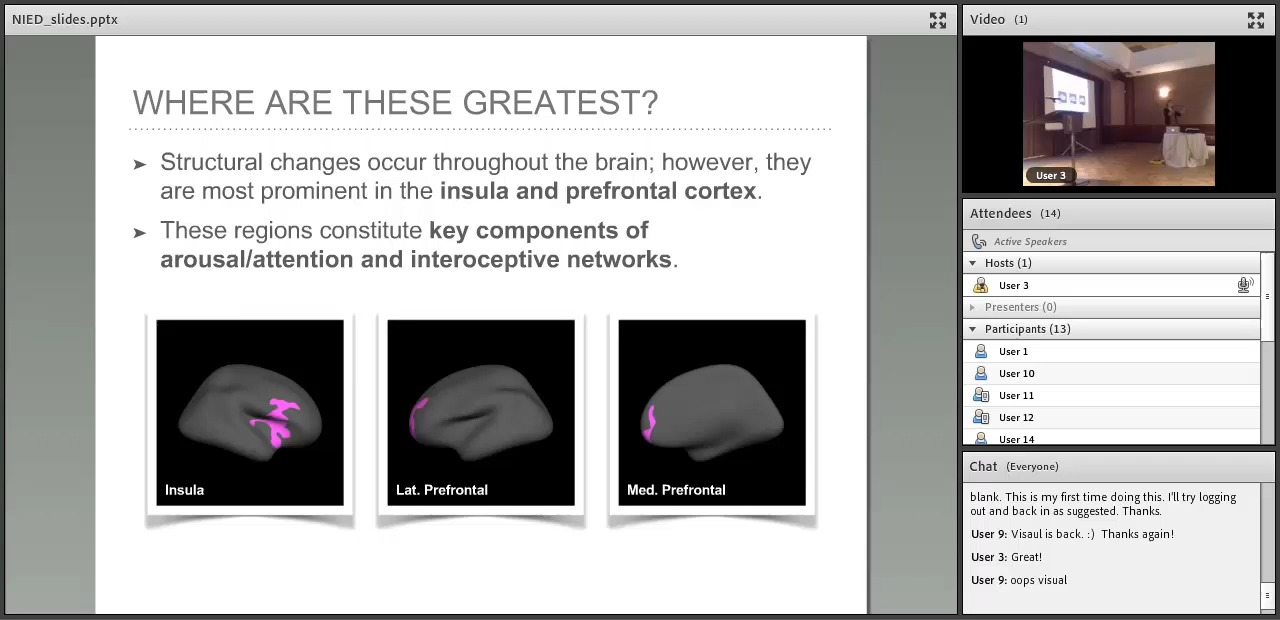 NIED_slides.pptx
WHERE ARE THESE GREATEST?
➤ Structural changes occur throughout the brain; however, they
are most prominent in the insula and prefrontal cortex.
➤ These regions constitute key components of
arousal/attention and interoceptive networks.
Insula
Lat. Prefrontal
Med. Prefrontal
Video (1)
User 3
Attendees (14)
Active Speakers
Hosts (1)
User 3
Presenters (0)
Participants (13)
User 1
User 10
User 11
User 12
User 14
Chat (Everyone)
blank. This is my first time doing this. I'll try logging
out and back in as suggested. Thanks.
User 9: Visaul is back. :) Thanks again!
User 3: Great!
User 9: oops visual